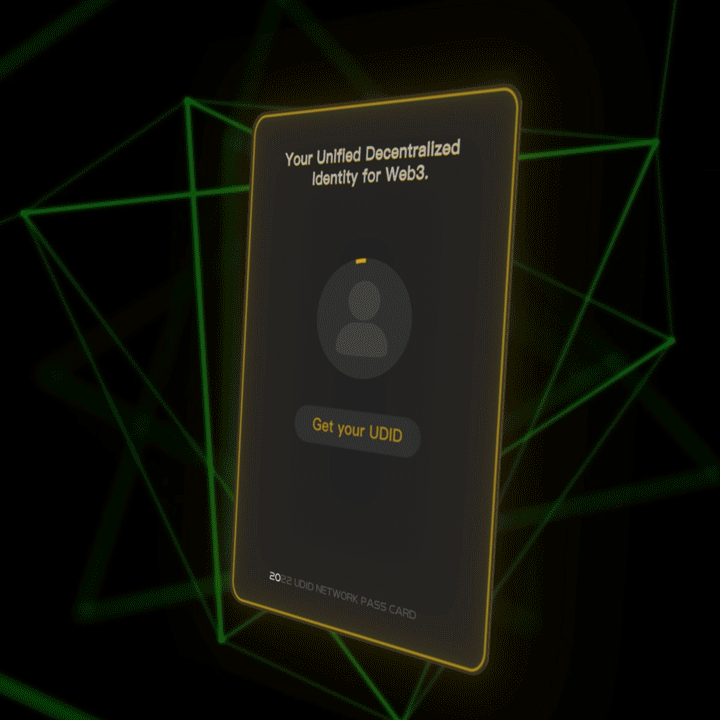 Your Unified Decentralized
Identity for Web3.
Get your UDID
2022 UDID NETWORK PASS CARD